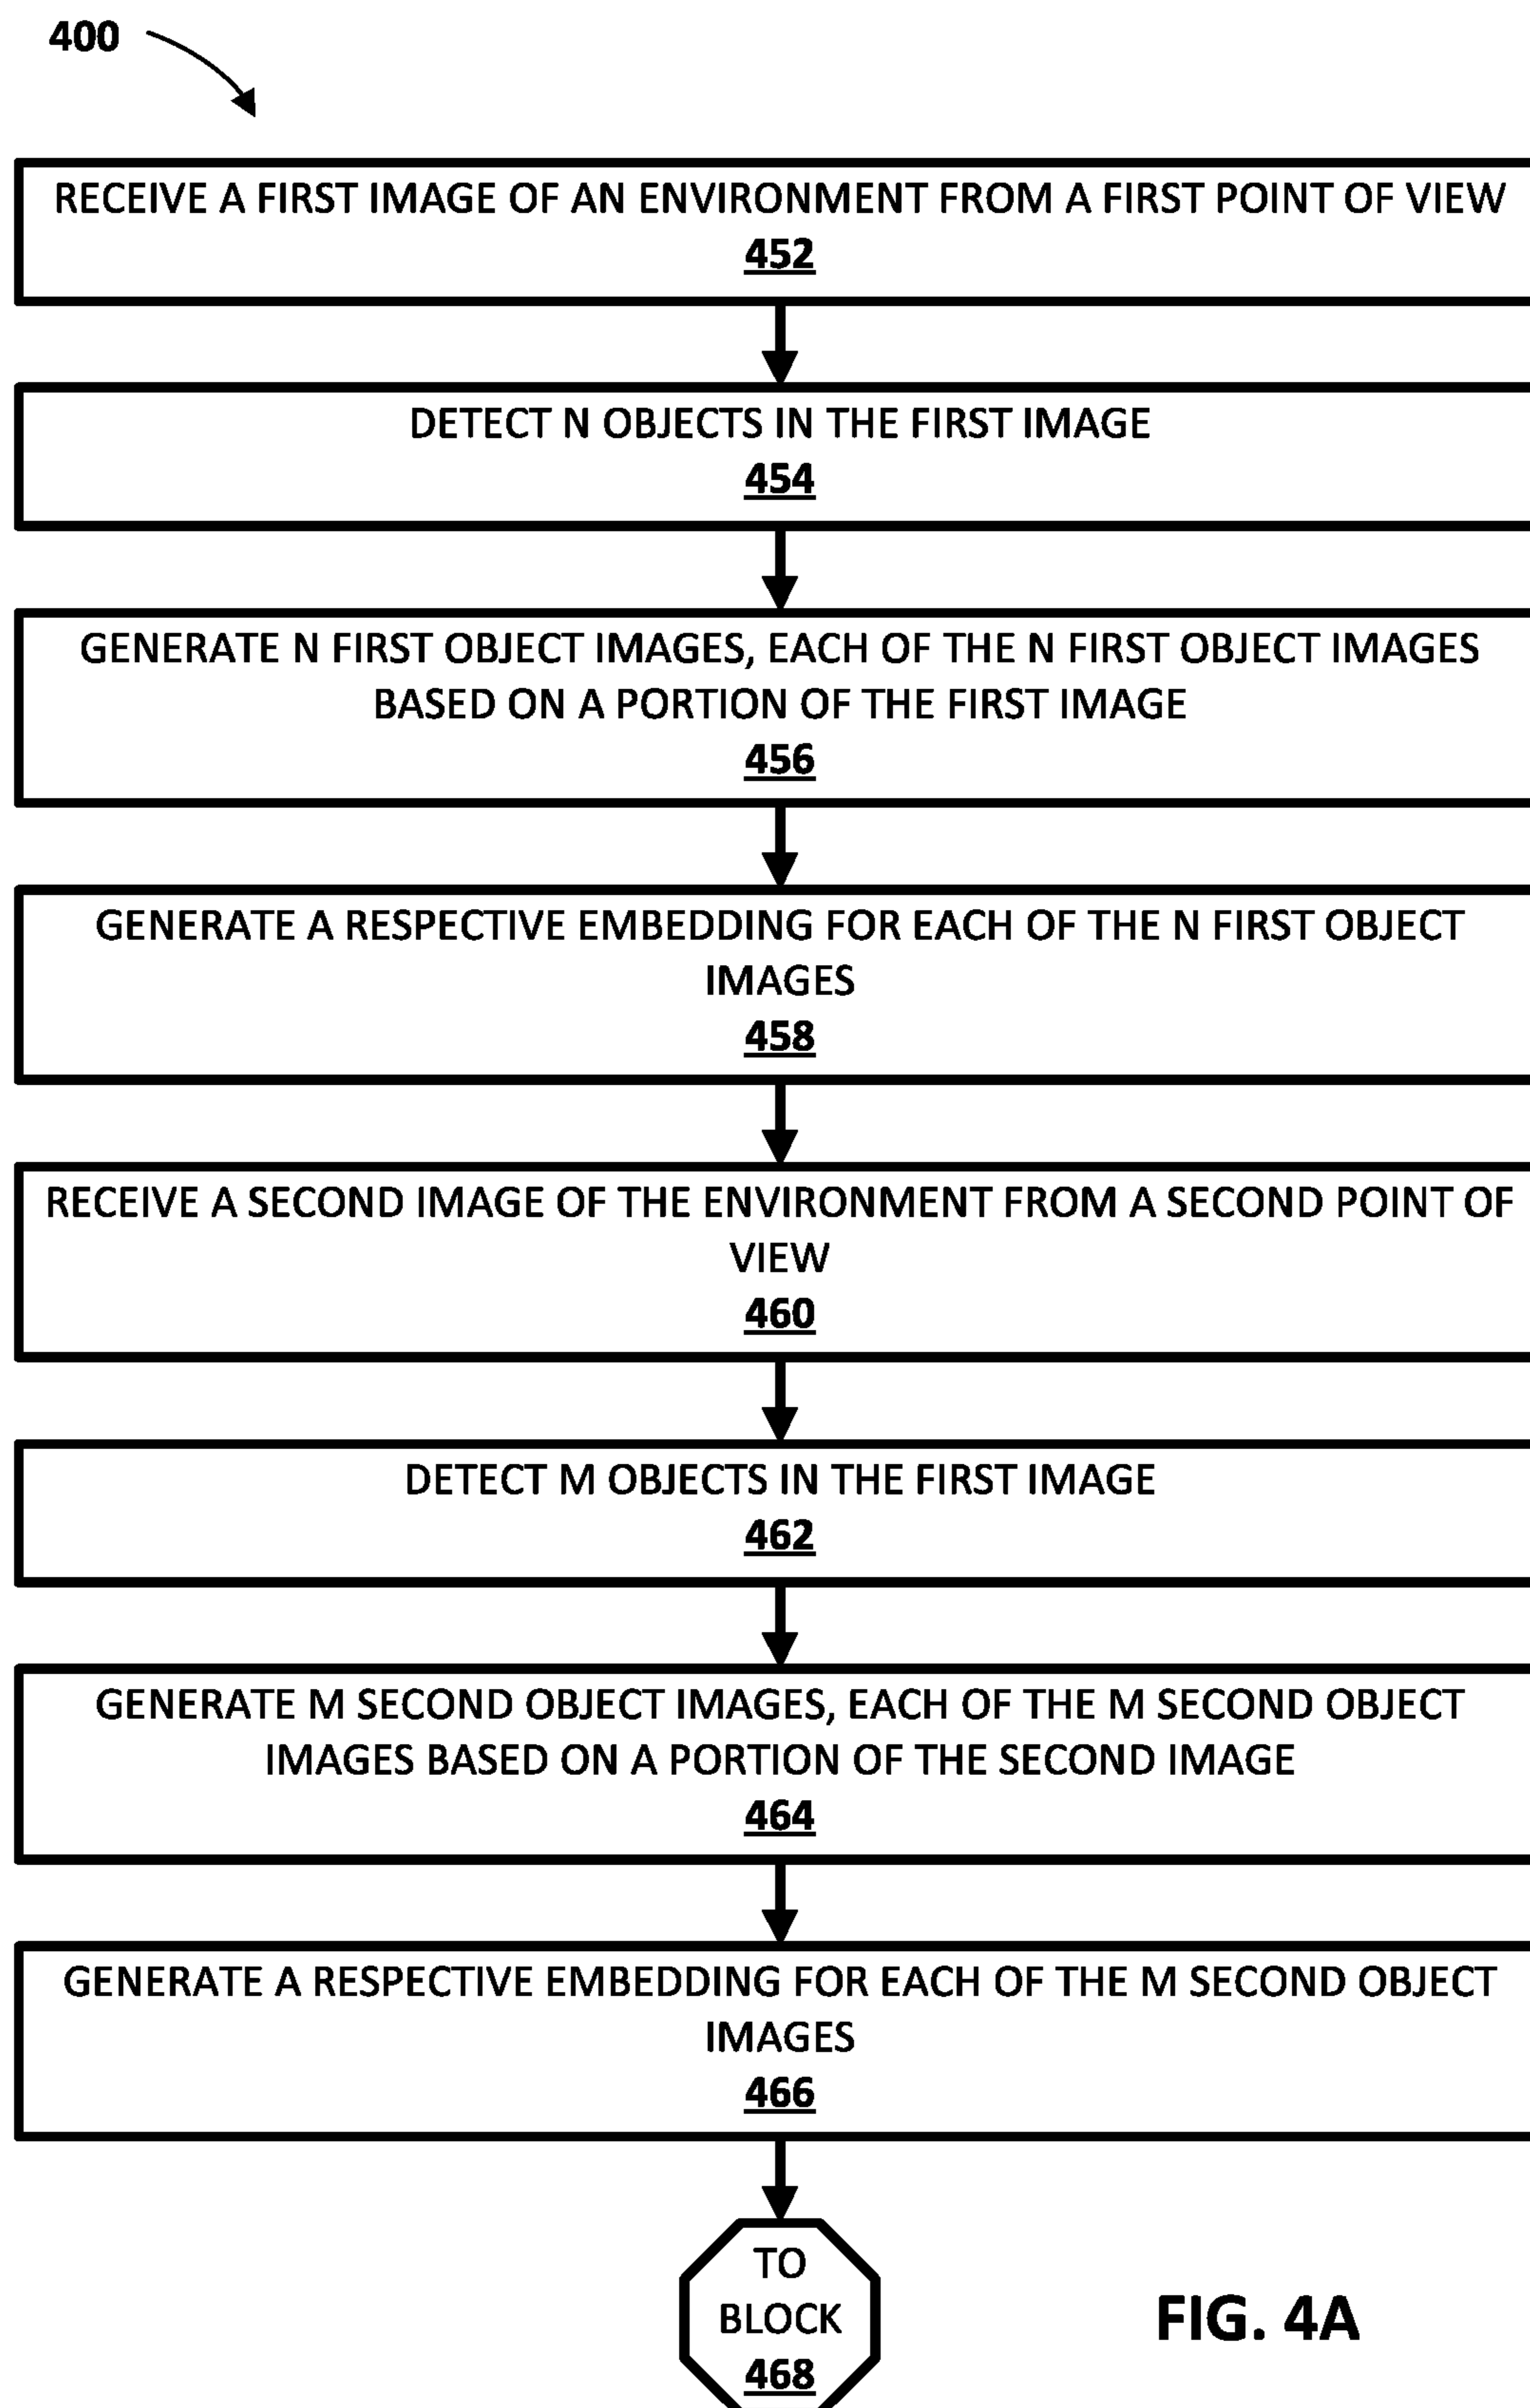 400
RECEIVE A FIRST IMAGE OF AN ENVIRONMENT FROM A FIRST POINT OF VIEW
452
DETECT N OBJECTS IN THE FIRST IMAGE
454
GENERATE N FIRST OBJECT IMAGES, EACH OF THE N FIRST OBJECT IMAGES
BASED ON A PORTION OF THE FIRST IMAGE
456
GENERATE A RESPECTIVE EMBEDDING FOR EACH OF THE N FIRST OBJECT
IMAGES
458
RECEIVE A SECOND IMAGE OF THE ENVIRONMENT FROM A SECOND POINT OF
VIEW
460
DETECT M OBJECTS IN THE FIRST IMAGE
462
GENERATE M SECOND OBJECT IMAGES, EACH OF THE M SECOND OBJECT
IMAGES BASED ON A PORTION OF THE SECOND IMAGE
464
GENERATE A RESPECTIVE EMBEDDING FOR EACH OF THE M SECOND OBJECT
IMAGES
466
TO
BLOCK
468
FIG. 4A